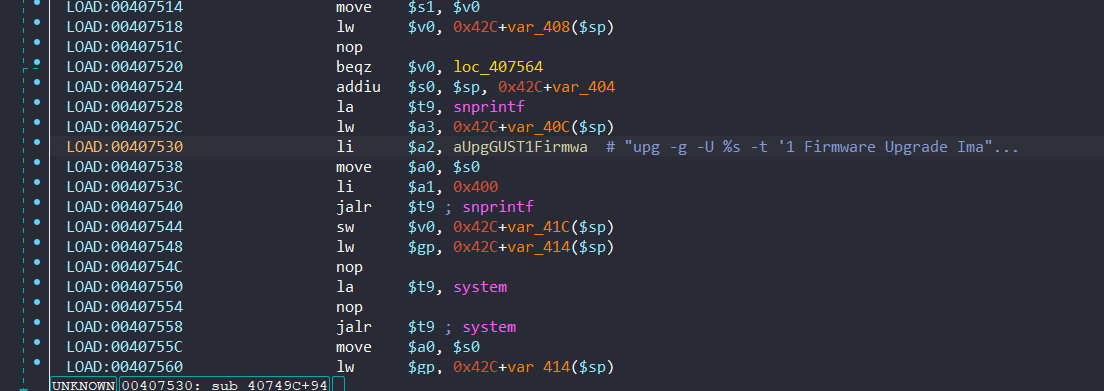 LOAD:00407514 move $s1, $v0
LOAD:00407518 lw $v0, 0x42C+var_408($sp)
LOAD:0040751C nop
LOAD:00407520 beqz $v0, loc_407564
LOAD:00407524 addiu $s0, $sp, 0x42C+var_404
LOAD:00407528 la $t9, snprintf
LOAD:0040752C lw $a3, 0x42C+var_40C($sp)
LOAD:00407530 li $a2, aUpgGUST1Firmwa # "upg -g -U %s -t '1 Firmware Upgrade Ima"...
LOAD:00407538 move $a0, $s0
LOAD:0040753C li $a1, 0x400
LOAD:00407540 jalr $t9 ; snprintf
LOAD:00407544 sw $v0, 0x42C+var_41C($sp)
LOAD:00407548 lw $gp, 0x42C+var_414($sp)
LOAD:0040754C nop
LOAD:00407550 la $t9, system
LOAD:00407554 nop
LOAD:00407558 jalr $t9 ; system
LOAD:0040755C move $a0, $s0
LOAD:00407560 lw $gp, 0x42C+var_414($sp)
UNKNOWN 00407530: sub_40749C+94